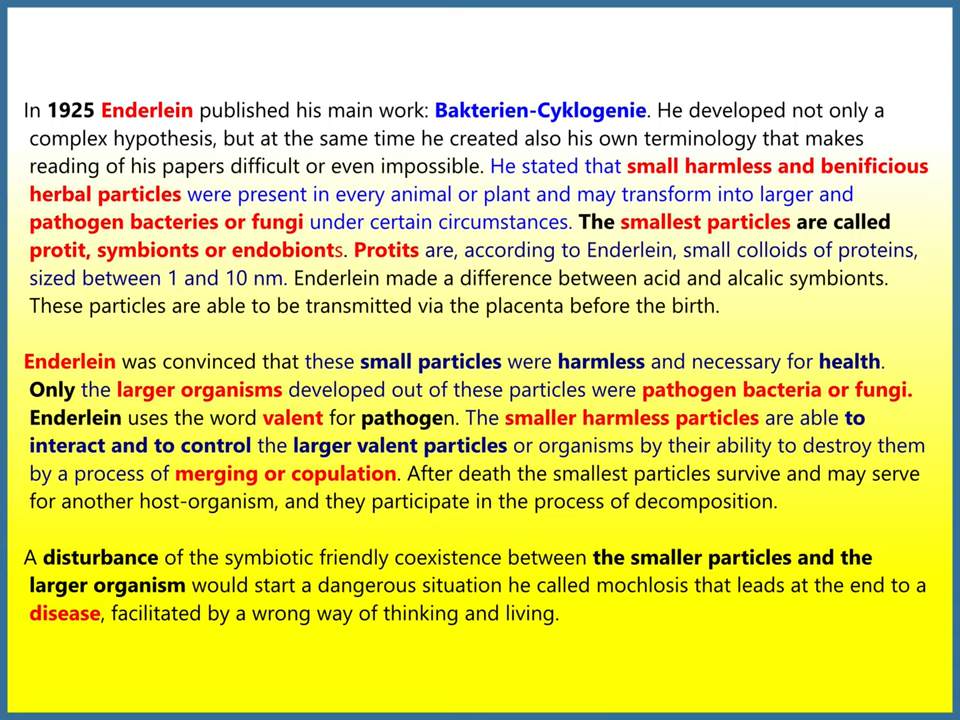 In 1925 Enderlein published his main work: Bakterien-Cyklogenie. He developed not only a
complex hypothesis, but at the same time he created also his own terminology that makes
reading of his papers difficult or even impossible. He stated that small harmless and benificious
herbal particles were present in every animal or plant and may transform into larger and
pathogen bacteries or fungi under certain circumstances. The smallest particles are called
protit, symbionts or endobionts. Protits are, according to Enderlein, small colloids of proteins,
sized between 1 and 10 nm. Enderlein made a difference between acid and alcalic symbionts.
These particles are able to be transmitted via the placenta before the birth.
Enderlein was convinced that these small particles were harmless and necessary for health.
Only the larger organisms developed out of these particles were pathogen bacteria or fungi.
Enderlein uses the word valent for pathogen. The smaller harmless particles are able to
interact and to control the larger valent particles or organisms by their ability to destroy them
by a process of merging or copulation. After death the smallest particles survive and may serve
for another host-organism, and they participate in the process of decomposition.
A disturbance of the symbiotic friendly coexistence between the smaller particles and the
larger organism would start a dangerous situation he called mochlosis that leads at the end to a
disease, facilitated by a wrong way of thinking and living.